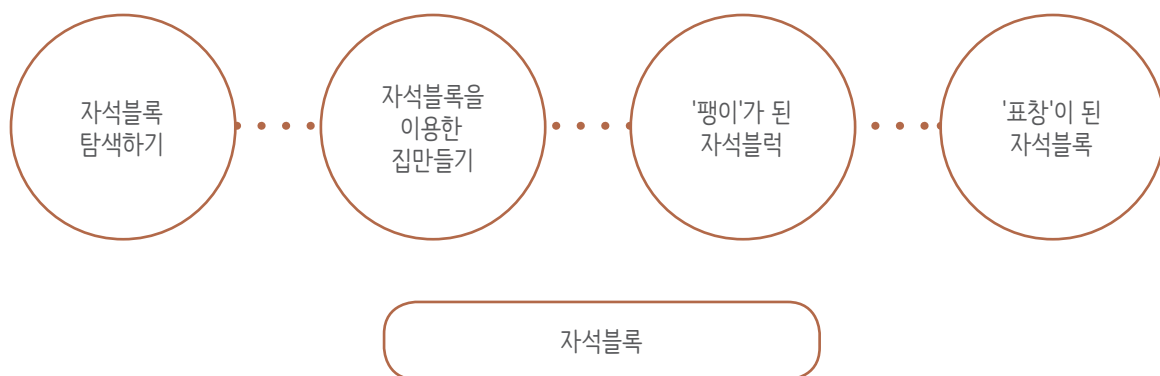 자석블록
탐색하기
자석블록을
이용한
집만들기
'팽이'가 된
자석블럭
'표창'이 된
자석블록
자석블록